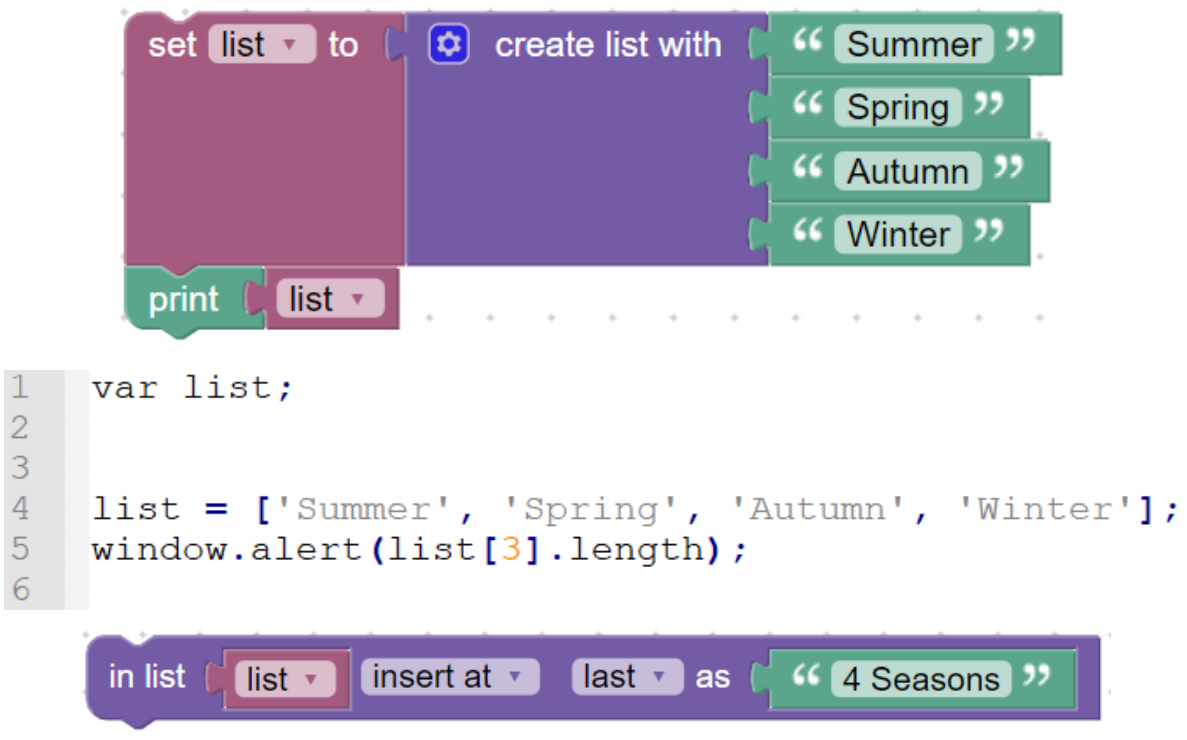 set list ▾ to create list with “ Summer ”
“ Spring ”
“ Autumn ”
“ Winter ”
print list ▾
1 var list;
2
3
4 list = ['Summer', 'Spring', 'Autumn', 'Winter'];
5 window.alert(list[3].length);
6
in list list ▾ insert at ▾ last ▾ as “ 4 Seasons ”